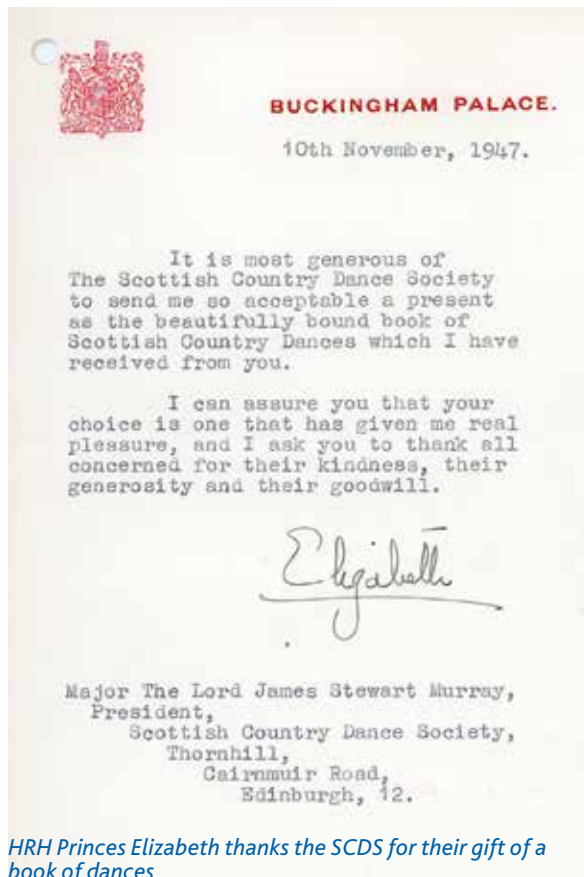 BUCKINGHAM PALACE.
10th November, 1947.
It is most generous of
The Scottish Country Dance Society
to send me so acceptable a present
as the beautifully bound book of
Scottish Country Dances which I have
received from you.
I can assure you that your
choice is one that has given me real
pleasure, and I ask you to thank all
concerned for their kindness, their
generosity and their goodwill.
Elizabeth
Major The Lord James Stewart Murray,
President,
Scottish Country Dance Society,
Thornhill,
Cairnmuir Road,
Edinburgh, 12.
HRH Princes Elizabeth thanks the SCDS for their gift of a
book of dances